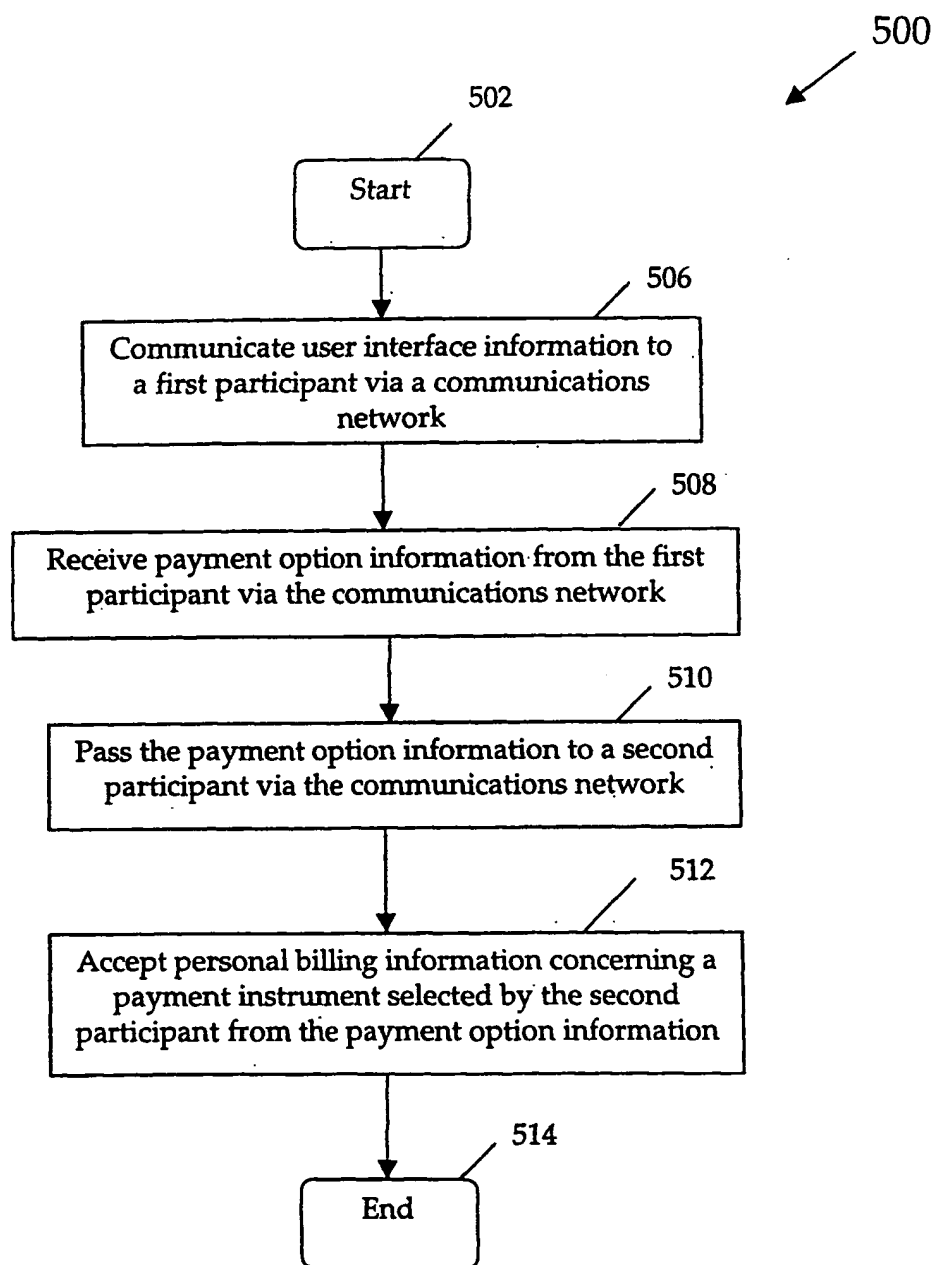 500
502
Start
506
Communicate user interface information to
a first participant via a communications
network
508
Receive payment option information from the first
participant via the communications network
510
Pass the payment option information to a second
participant via the communications network
512
Accept personal billing information concerning a
payment instrument selected by the second
participant from the payment option information
514
End